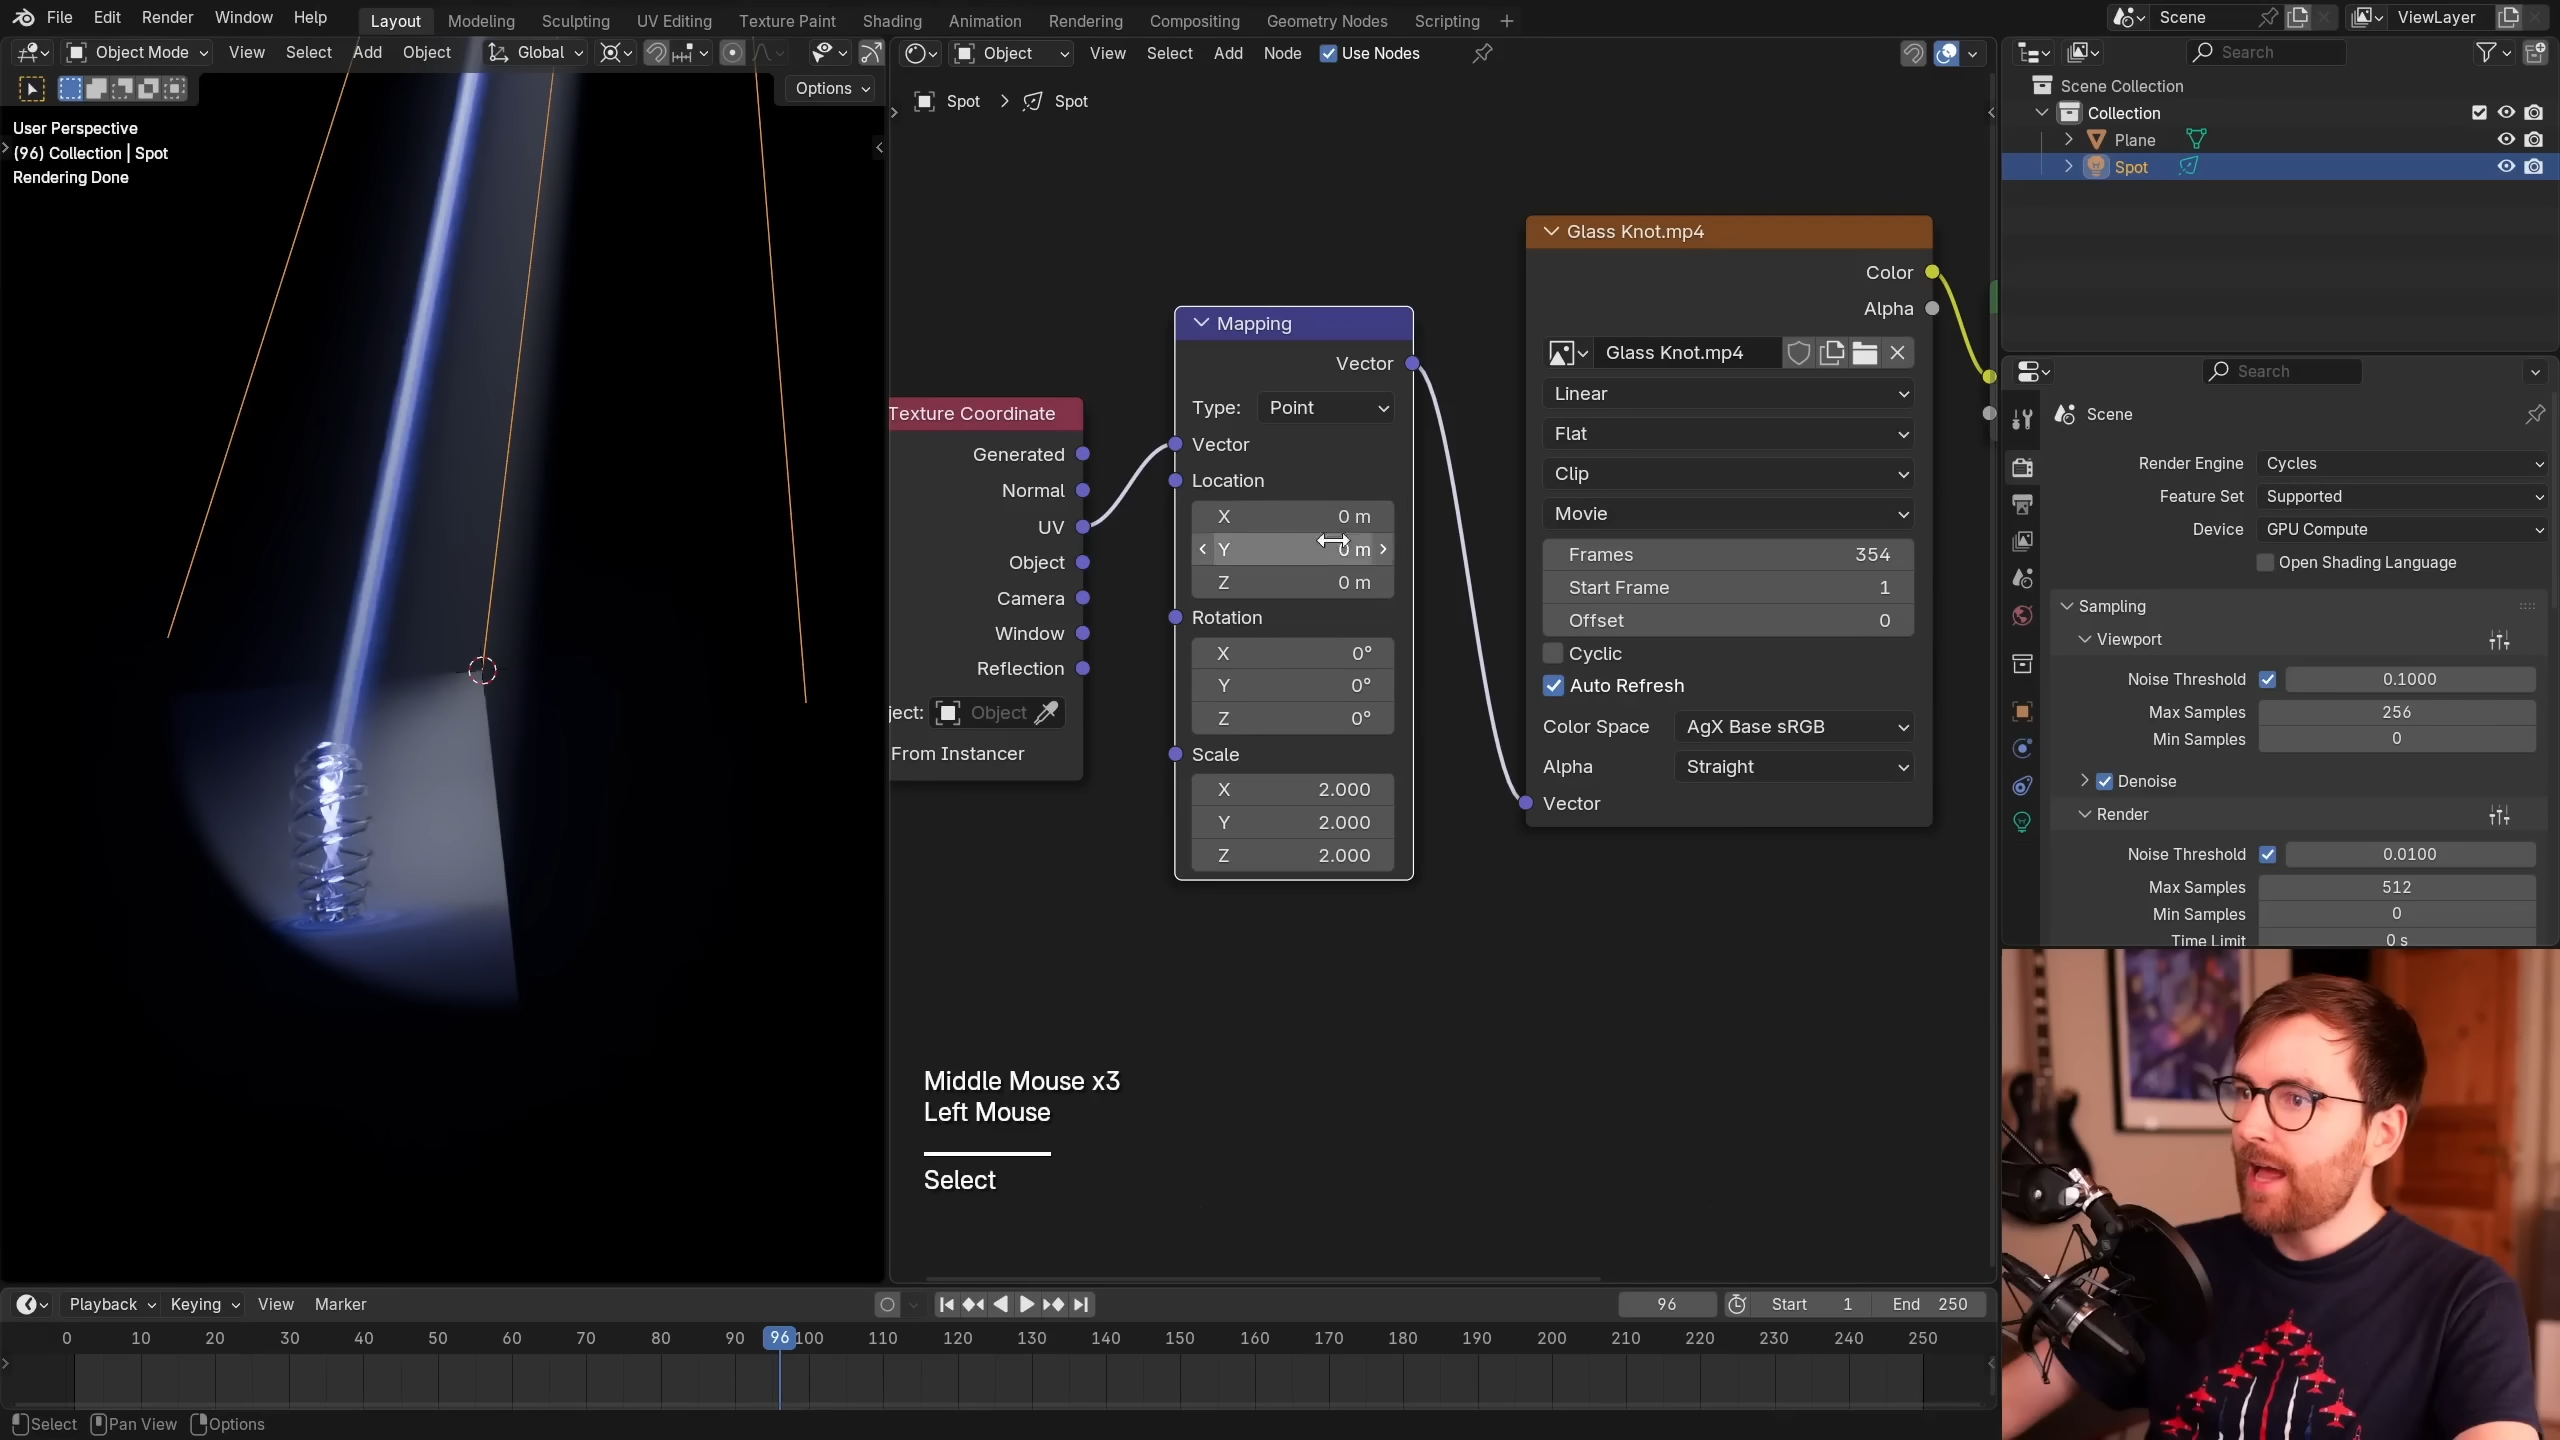 File Edit Render Window Help Layout Modeling Sculpting UV Editing Texture Paint Shading Animation Rendering Compositing Geometry Nodes Scripting + Scene ViewLayer
Object Mode View Select Add Object Global Object View Select Add Node Use Nodes Search
Options
User Perspective
(96) Collection | Spot
Rendering Done
Spot > Spot
Texture Coordinate
Generated
Normal
UV
Object
Camera
Window
Reflection
ject: Object
From Instancer
Mapping
Vector
Type: Point
Vector
Location
X 0 m
Y 0 m
Z 0 m
Rotation
X 0°
Y 0°
Z 0°
Scale
X 2.000
Y 2.000
Z 2.000
Glass Knot.mp4
Color
Alpha
Glass Knot.mp4
Linear
Flat
Clip
Movie
Frames 354
Start Frame 1
Offset 0
Cyclic
Auto Refresh
Color Space AgX Base sRGB
Alpha Straight
Vector
Middle Mouse x3
Left Mouse
Select
Scene Collection
Collection
Plane
Spot
Search
Scene
Render Engine Cycles
Feature Set Supported
Device GPU Compute
Open Shading Language
Sampling
Viewport
Noise Threshold 0.1000
Max Samples 256
Min Samples 0
Denoise
Render
Noise Threshold 0.0100
Max Samples 512
Min Samples 0
Time Limit 0 s
Playback Keying View Marker 96 Start 1 End 250
0 10 20 30 40 50 60 70 80 90 96 100 110 120 130 140 150 160 170 180 190 200 210 220 230 240 250
Select Pan View Options